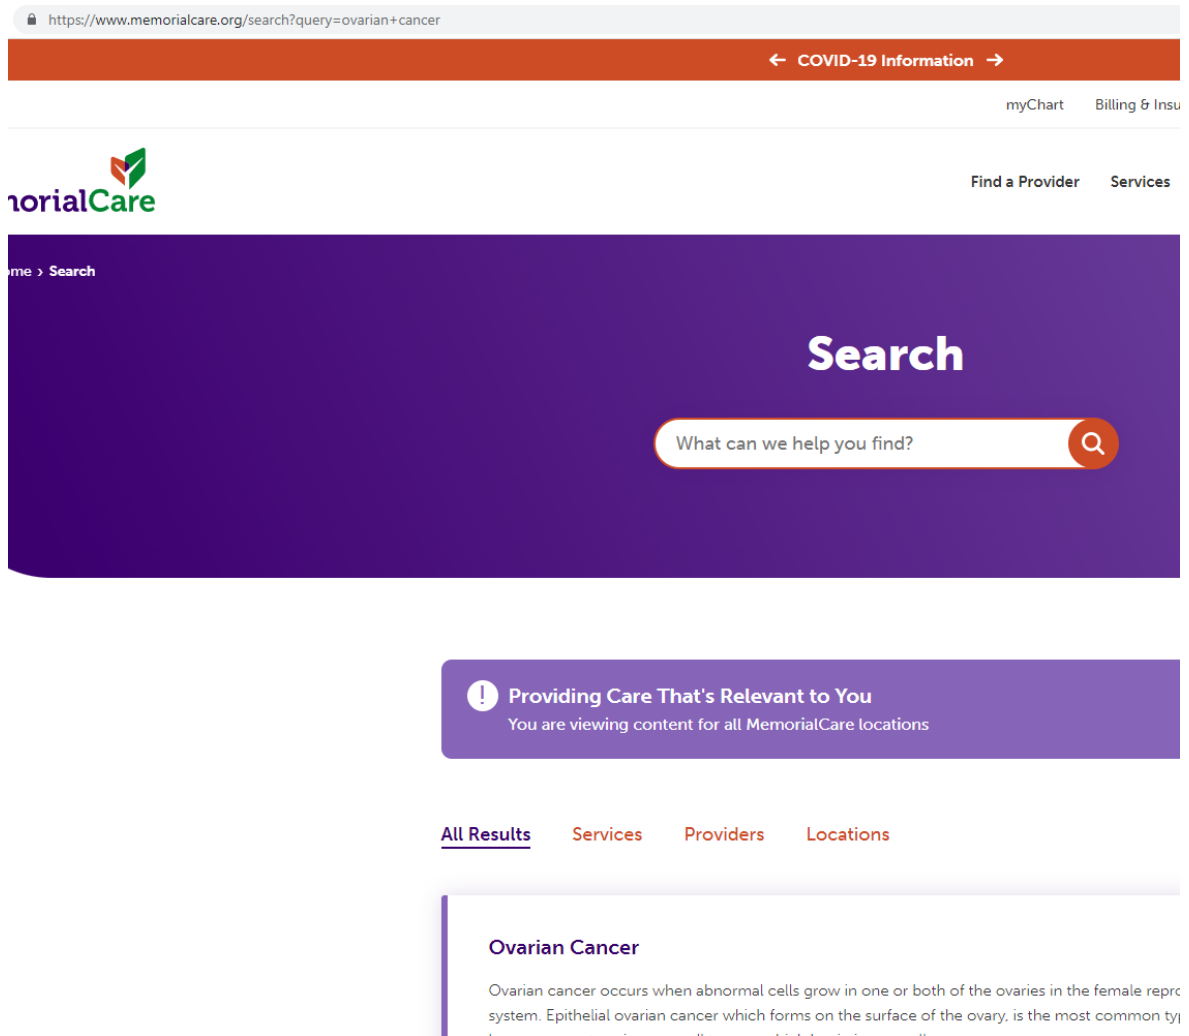 https://www.memorialcare.org/search?query=ovarian+cancer
← COVID-19 Information →
myChart Billing &
Care
Find a Provider Services
› Search
Search
What can we help you find?
! Providing Care That's Relevant to You
You are viewing content for all MemorialCare locations
All Results Services Providers Locations
Ovarian Cancer
Ovarian cancer occurs when abnormal cells grow in one or both of the ovaries in the female
system. Epithelial ovarian cancer which forms on the surface of the ovary, is the most common